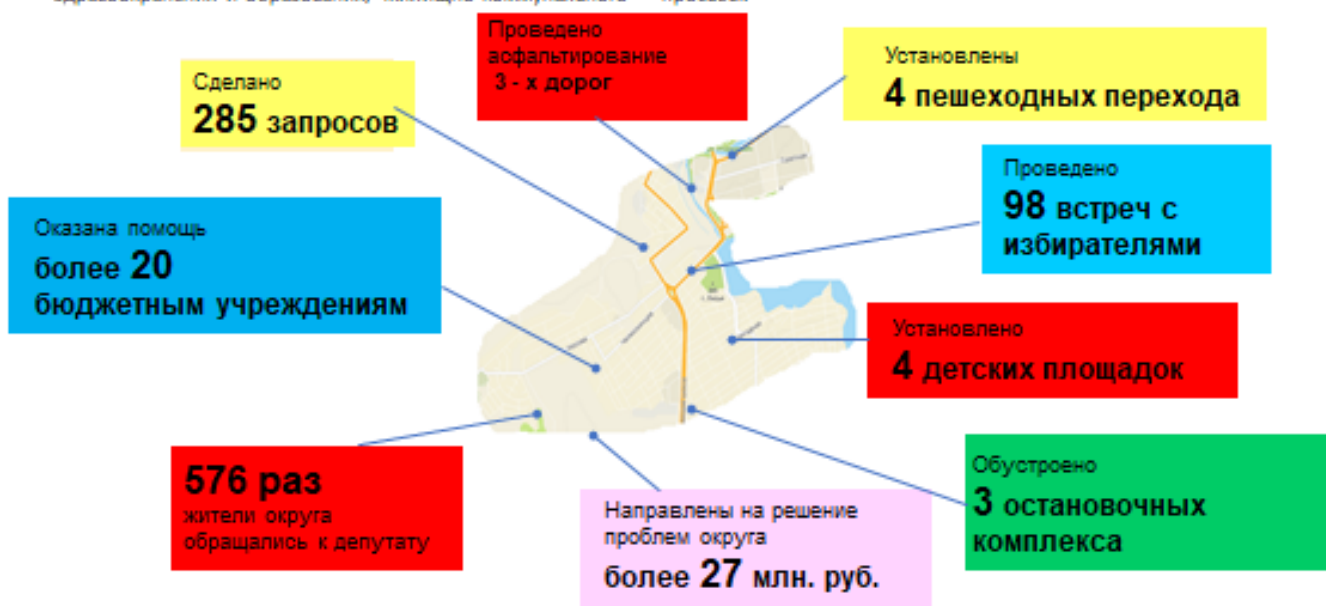 Проведено
асфальтирование
3 - х дорог
Установлены
4 пешеходных перехода
Сделано
285 запросов
Проведено
98 встреч с
избирателями
Оказана помощь
более 20
бюджетным учреждениям
Установлено
4 детских площадок
576 раз
жители округа
обращались к депутату
Направлены на решение
проблем округа
более 27 млн. руб.
Обустроено
3 остановочных
комплекса